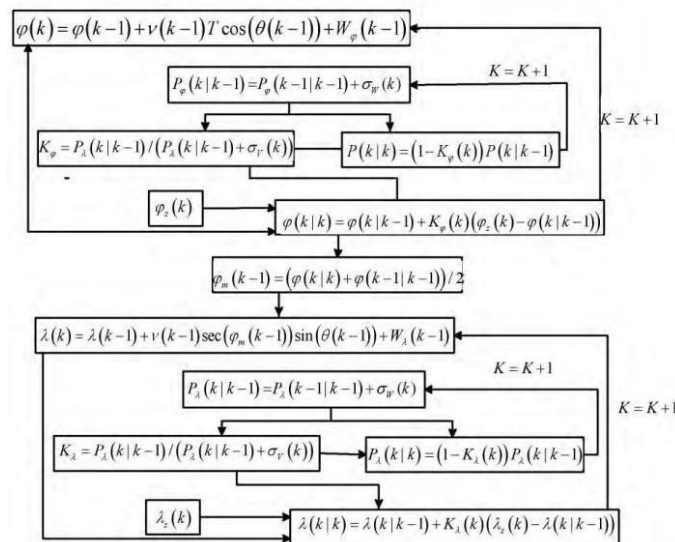 φ(k) = φ(k−1) + v(k−1)T cos(θ(k−1)) + W_φ(k−1)
P_φ(k|k−1) = P_φ(k−1|k−1) + σ_W(k)
K = K+1
K = K+1
K_φ = P_λ(k|k−1)/(P_λ(k|k−1) + σ_V(k))
P(k|k) = (1−K_φ(k))P(k|k−1)
φ_z(k)
φ(k|k) = φ(k|k−1) + K_φ(k)(φ_z(k) − φ(k|k−1))
φ_m(k−1) = (φ(k|k) + φ(k−1|k−1))/2
λ(k) = λ(k−1) + v(k−1)sec(φ_m(k−1))sin(θ(k−1)) + W_λ(k−1)
K = K+1
P_λ(k|k−1) = P_λ(k−1|k−1) + σ_W(k)
K = K+1
K_λ = P_λ(k|k−1)/(P_λ(k|k−1) + σ_V(k))
P_λ(k|k) = (1−K_λ(k))P_λ(k|k−1)
λ_z(k)
λ(k|k) = λ(k|k−1) + K_λ(k)(λ_z(k) − λ(k|k−1))